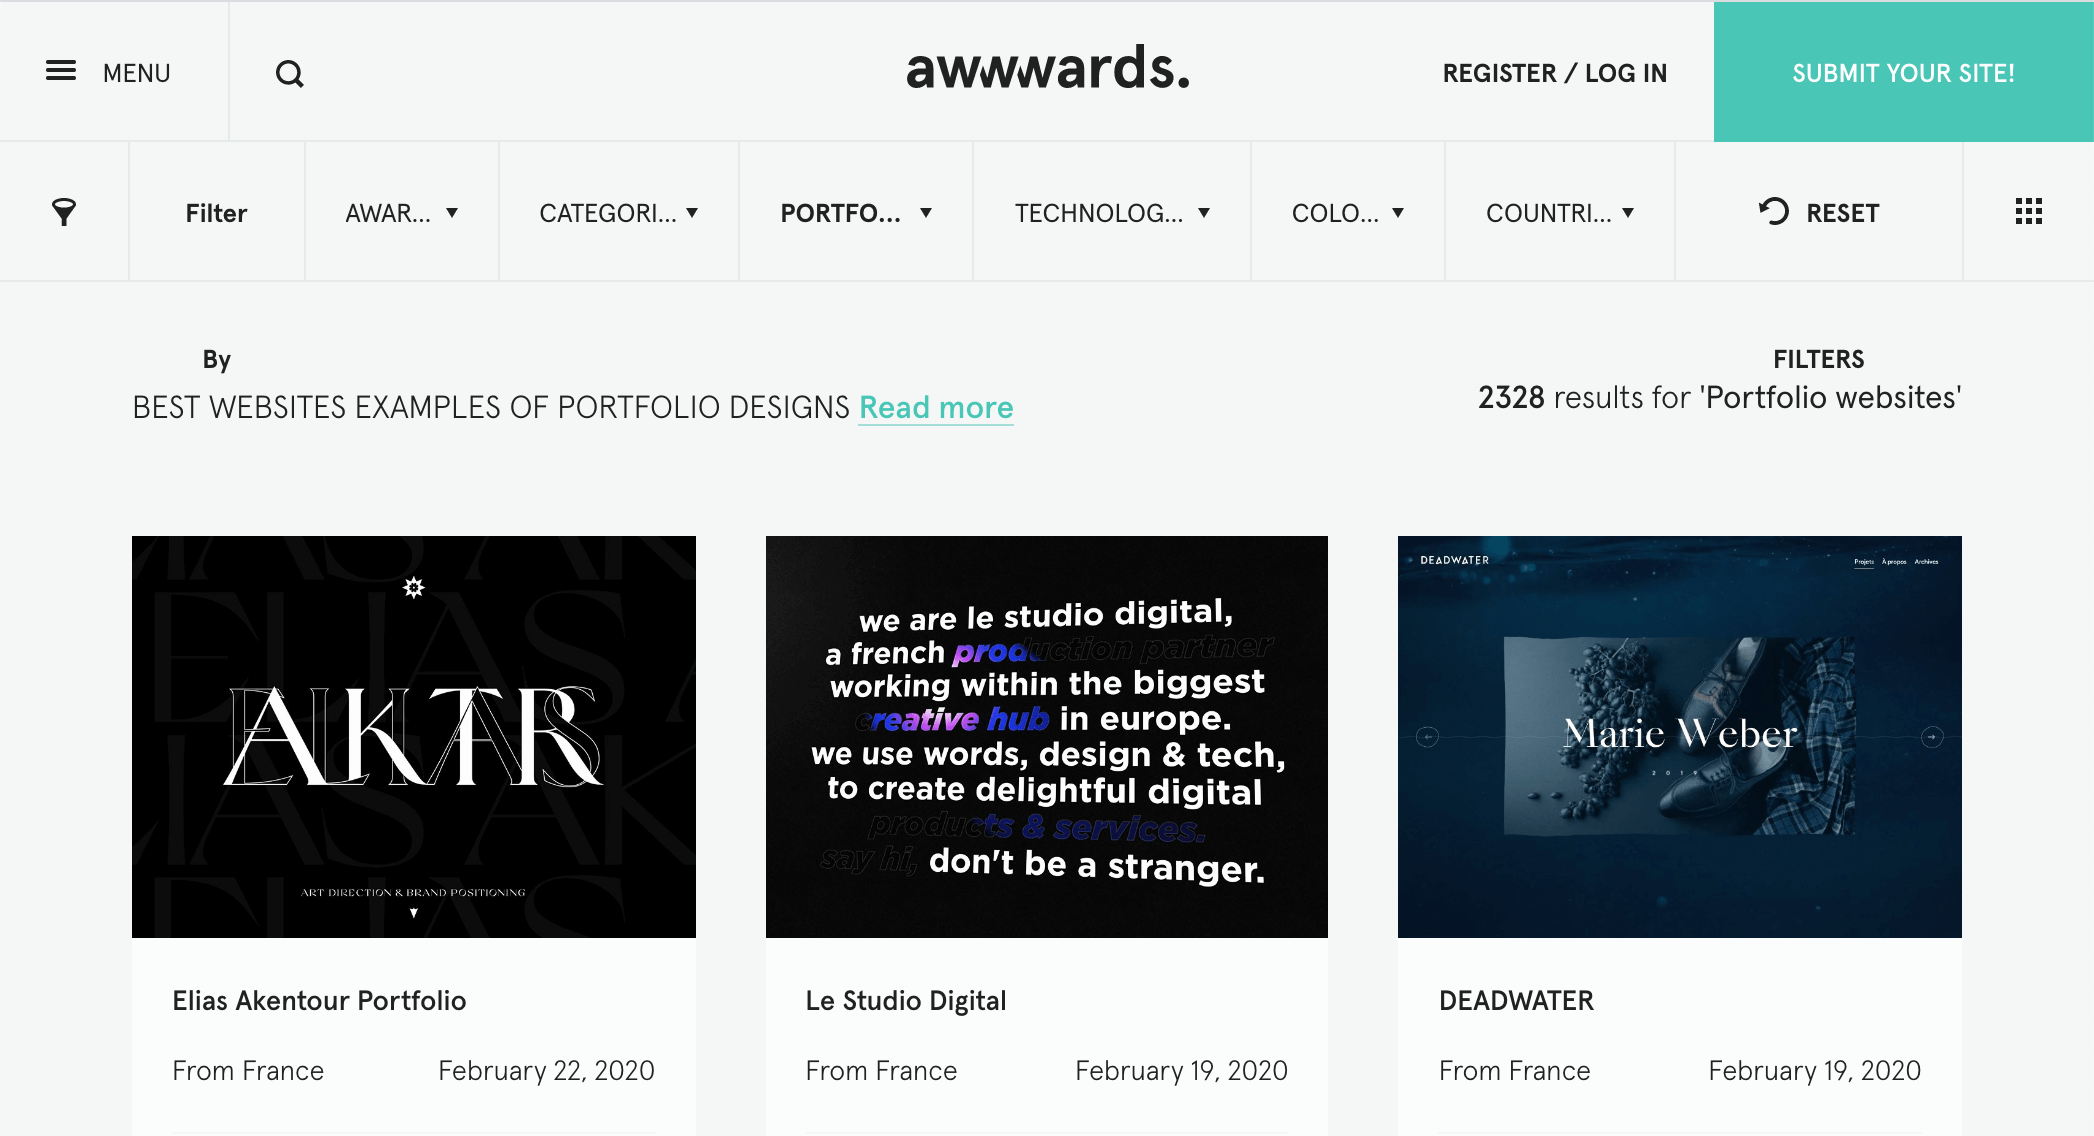 MENU
awwwards.
REGISTER / LOG IN
SUBMIT YOUR SITE!
Filter
AWAR...
CATEGORI...
PORTFO...
TECHNOLOG...
COLO...
COUNTRI...
RESET
By
BEST WEBSITES EXAMPLES OF PORTFOLIO DESIGNS Read more
FILTERS
2328 results for 'Portfolio websites'
ELIAS
AKTR
ART DIRECTION & BRAND POSITIONING
we are le studio digital,
a french production partner
working within the biggest
creative hub in europe.
we use words, design & tech,
to create delightful digital
products & services.
say hi, don't be a stranger.
DEADWATER
Projets À propos Archives
Marie Weber
2019
Elias Akentour Portfolio
From France February 22, 2020
Le Studio Digital
From France February 19, 2020
DEADWATER
From France February 19, 2020